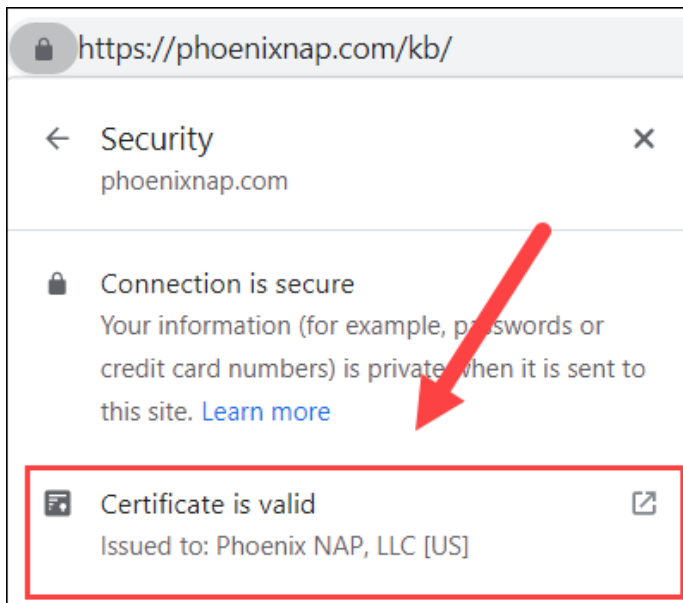 https://phoenixnap.com/kb/
Security
phoenixnap.com
Connection is secure
Your information (for example, passwords or
credit card numbers) is private when it is sent to
this site. Learn more
Certificate is valid
Issued to: Phoenix NAP, LLC [US]